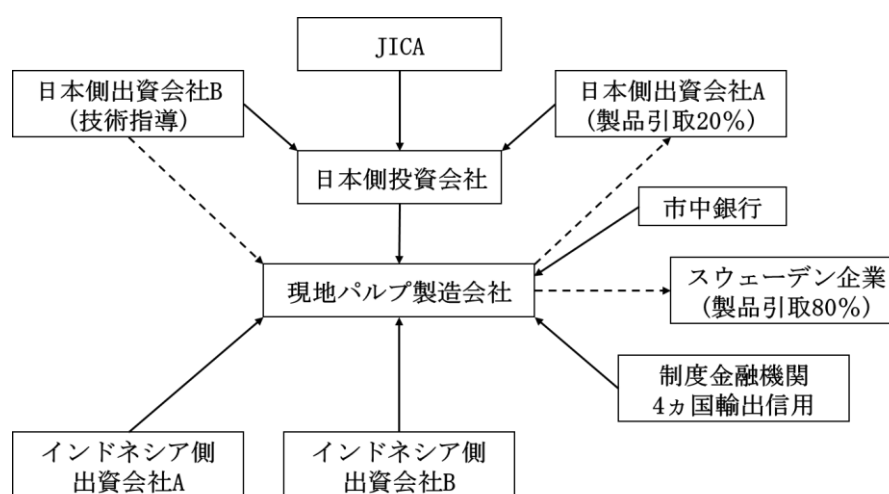 JICA
日本側出資会社B
(技術指導)
日本側出資会社A
(製品引取20%)
日本側投資会社
市中銀行
現地パルプ製造会社
スウェーデン企業
(製品引取80%)
制度金融機関
4ヵ国輸出信用
インドネシア側
出資会社A
インドネシア側
出資会社B